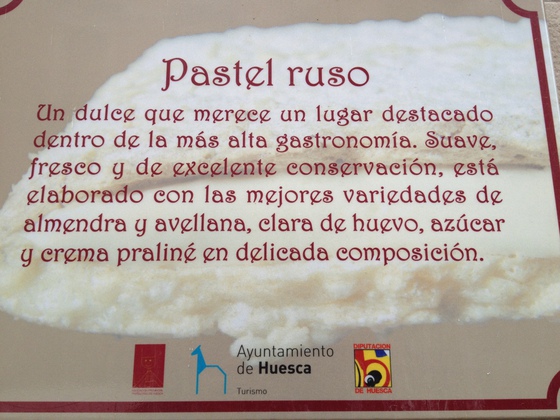 Pastel ruso
Un dulce que merece un lugar destacado
dentro de la más alta gastronomía. Suave,
fresco y de excelente conservación, está
elaborado con las mejores variedades de
almendra y avellana, clara de huevo, azúcar
y crema praliné en delicada composición.
Ayuntamiento
de Huesca
Turismo
DIPUTACION
DE HUESCA